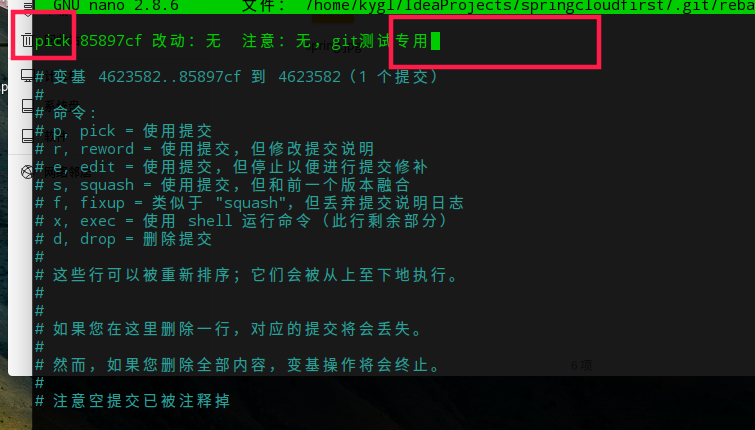 GNU nano 2.8.6 文件: /home/kygl/IdeaProjects/springcloudfirst/.git/reba
pick 85897cf 改动: 无 注意: 无, git测试专用
# 变基 4623582..85897cf 到 4623582（1 个提交）
#
# 命令:
# p, pick = 使用提交
# r, reword = 使用提交，但修改提交说明
# e, edit = 使用提交，但停止以便进行提交修补
# s, squash = 使用提交，但和前一个版本融合
# f, fixup = 类似于 "squash"，但丢弃提交说明日志
# x, exec = 使用 shell 运行命令（此行剩余部分）
# d, drop = 删除提交
#
# 这些行可以被重新排序；它们会被从上至下地执行。
#
#
# 如果您在这里删除一行，对应的提交将会丢失。
#
# 然而，如果您删除全部内容，变基操作将会终止。
#
# 注意空提交已被注释掉
6 项